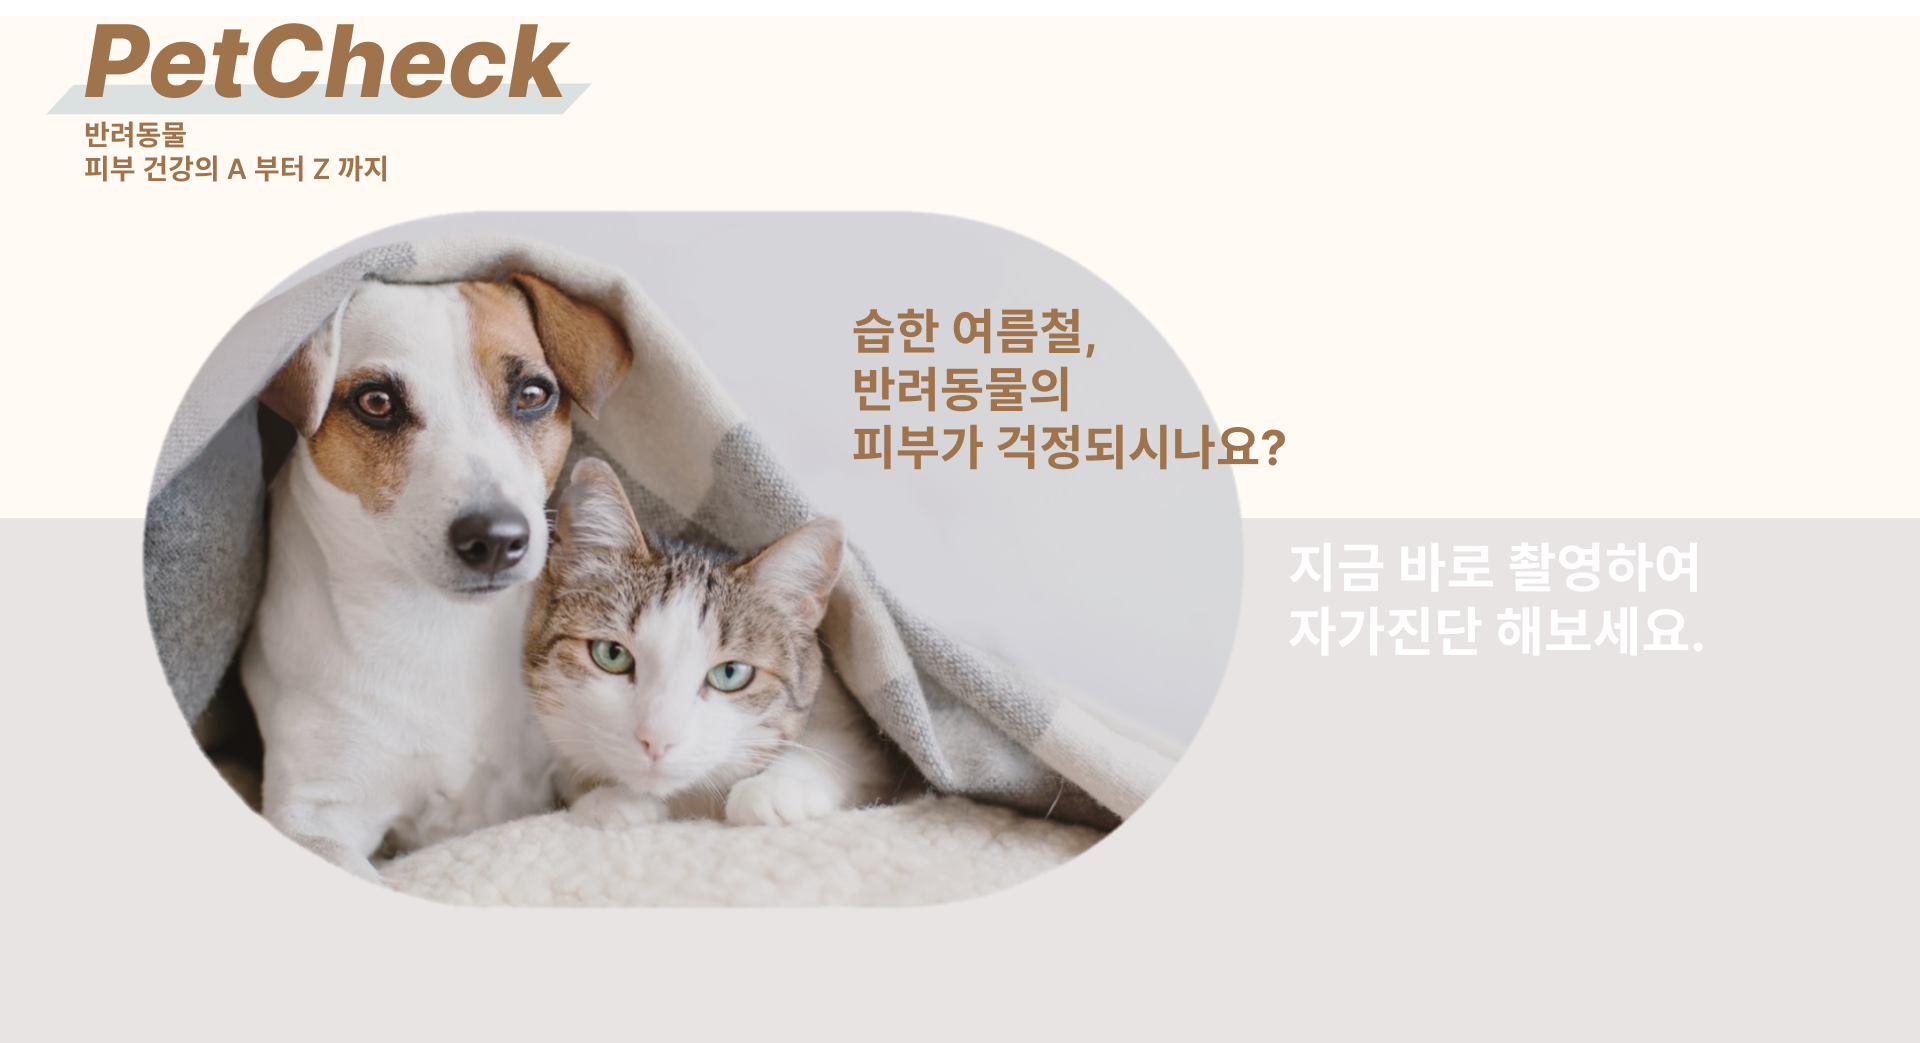 PetCheck
반려동물
피부 건강의 A 부터 Z 까지
습한 여름철,
반려동물의
피부가 걱정되시나요?
지금 바로 촬영하여
자가진단 해보세요.